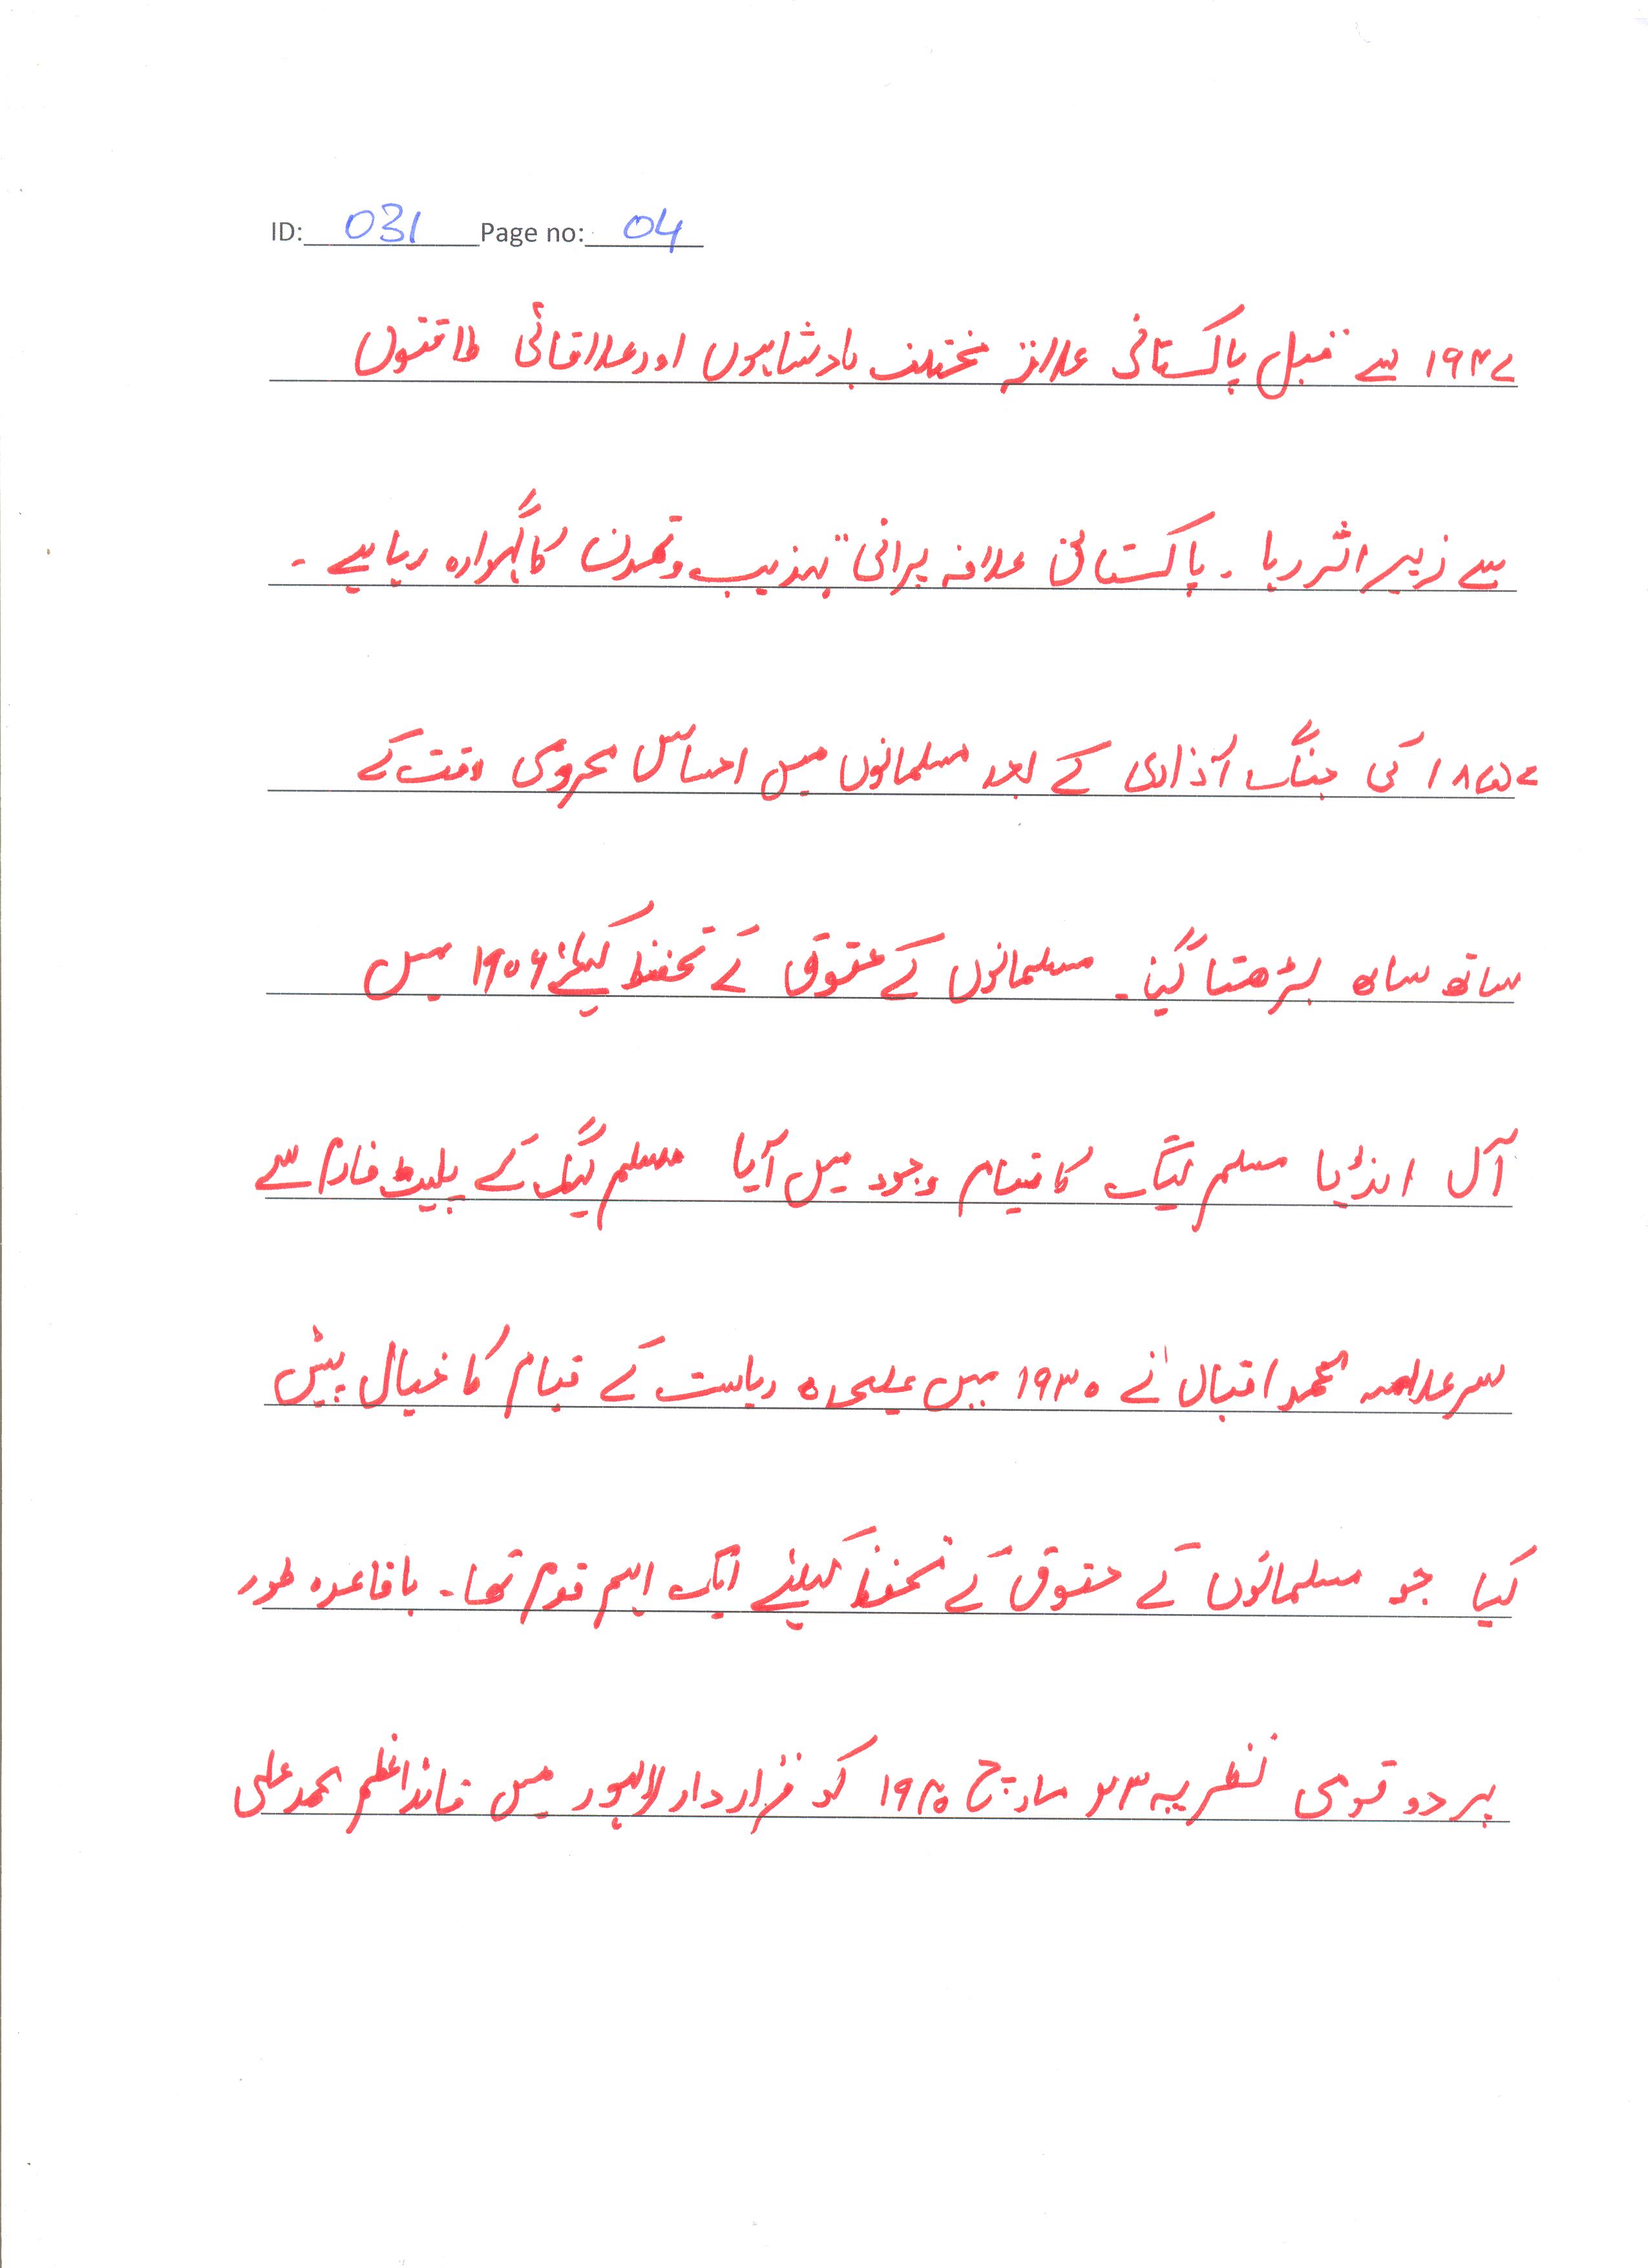 ID: 031 Page no: 04
۱۹۴۷ سے قبل پاکستانی علاقہ مختلف بادشاہوں اور علاقائی طاقتوں
سے زیر اثر رہا ۔ پاکستانی علاقہ پرانی تہذیب و تمدن کا گہوارہ رہا ہے ۔
۱۸۵۷ کی جنگ آذادی کے بعد مسلمانوں میں احساس محرومی وقت کے
ساتھ ساتھ بڑھتا گیا ۔ مسلمانوں کے حقوق کے تحفظ کیلئے ۱۹۰۶ میں
آل انڈیا مسلم لیگ کا قیام وجود میں آیا مسلم لیگ کے پلیٹ فارم سے
سر علامہ محمد اقبال نے ۱۹۳۰ میں علیحدہ ریاست کے قیام کا خیال پیش
کیا جو مسلمانوں کے حقوق کے تحفظ کیلئے ایک اہم قدم تھا ۔ باقاعدہ طور
پر دو قومی نظریہ ۲۳ مارچ ۱۹۴۰ کو قرار داد لاہور میں قائداعظم محمد علی